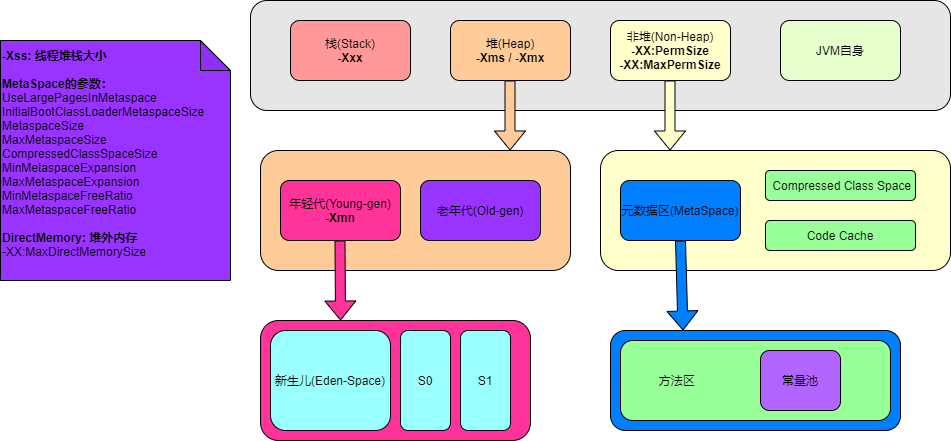 -Xss: 线程堆栈大小
MetaSpace的参数:
UseLargePagesInMetaspace
InitialBootClassLoaderMetaspaceSize
MetaspaceSize
MaxMetaspaceSize
CompressedClassSpaceSize
MinMetaspaceExpansion
MaxMetaspaceExpansion
MinMetaspaceFreeRatio
MaxMetaspaceFreeRatio
DirectMemory: 堆外内存
-XX:MaxDirectMemorySize
栈(Stack)
-Xxx
堆(Heap)
-Xms / -Xmx
非堆(Non-Heap)
-XX:PermSize
-XX:MaxPermSize
JVM自身
年轻代(Young-gen)
-Xmn
老年代(Old-gen)
元数据区(MetaSpace)
Compressed Class Space
Code Cache
新生儿(Eden-Space)
S0
S1
方法区
常量池